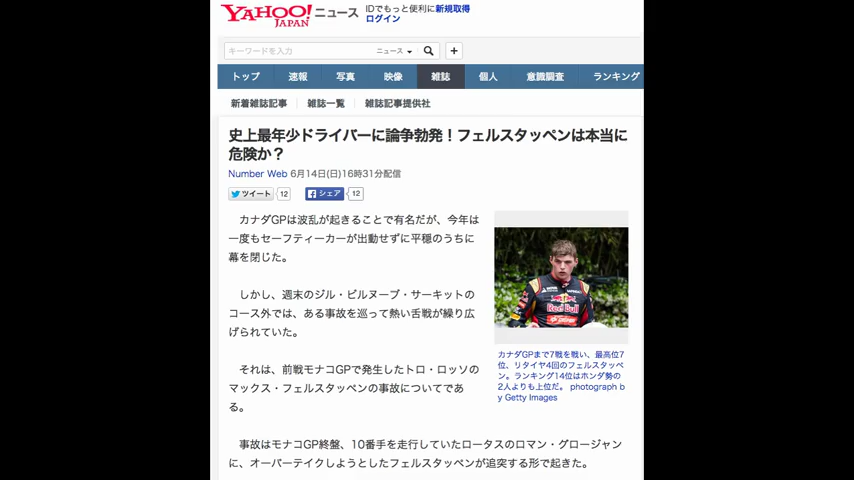 YAHOO! JAPAN ニュース
IDでもっと便利に新規取得
ログイン
キーワードを入力
ニュース
+
トップ 速報 写真 映像 雑誌 個人 意識調査 ランキング
新着雑誌記事 雑誌一覧 雑誌記事提供社
史上最年少ドライバーに論争勃発！フェルスタッペンは本当に
危険か？
Number Web 6月14日(日)16時31分配信
ツイート 12 シェア 12
カナダGPは波乱が起きることで有名だが、今年は
一度もセーフティーカーが出動せずに平穏のうちに
幕を閉じた。
しかし、週末のジル・ビルヌーブ・サーキットの
コース外では、ある事故を巡って熱い舌戦が繰り広
げられていた。
それは、前戦モナコGPで発生したトロ・ロッソの
マックス・フェルスタッペンの事故についてであ
る。
Red Bull
カナダGPまで7戦を戦い、最高位7
位、リタイヤ4回のフェルスタッペ
ン。ランキング14位はホンダ勢の
2人よりも上位だ。 photograph b
y Getty Images
事故はモナコGP終盤、10番手を走行していたロータスのロマン・グロージャン
に、オーバーテイクしようとしたフェルスタッペンが追突する形で起きた。